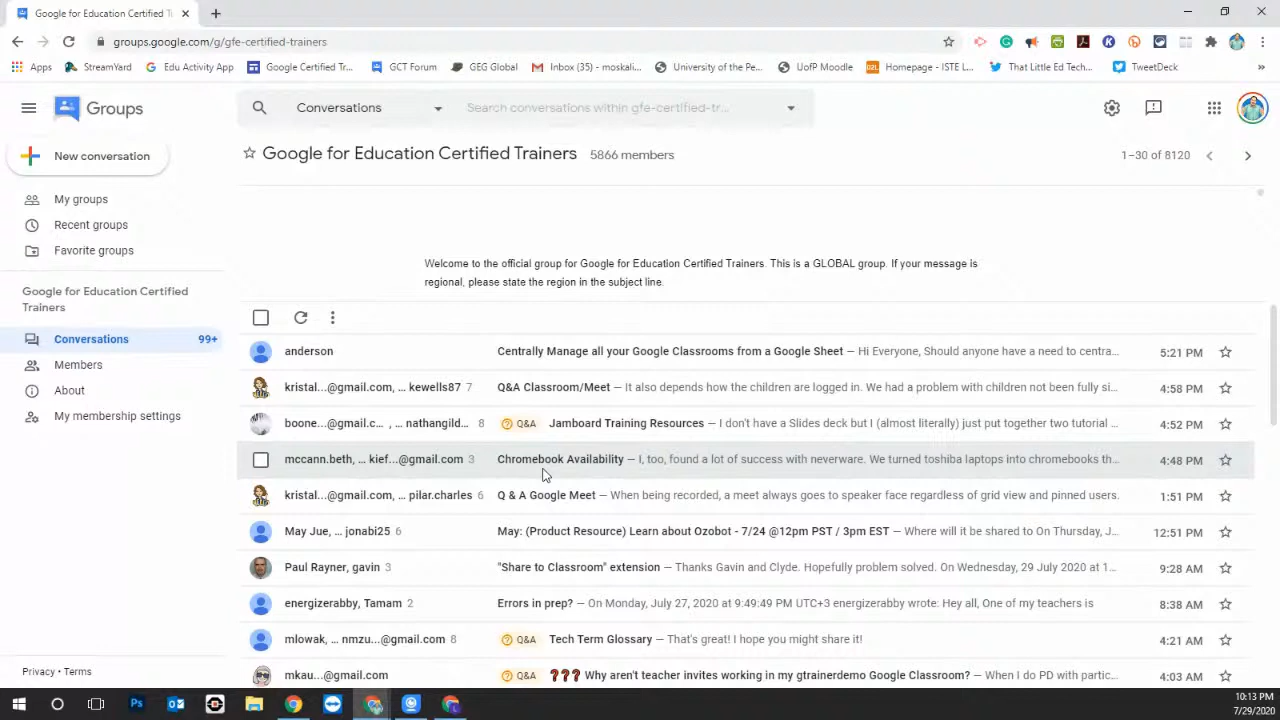 Google for Education Certified Tr
groups.google.com/g/gfe-certified-trainers
Apps StreamYard Edu Activity App Google Certified Tr... GCT Forum GEG Global Inbox (35) - moskali... University of the Pe... UofP Moodle Homepage - ISTE L... That Little Ed Tech... TweetDeck »
Groups Conversations Search conversations within gfe-certified-tr...
New conversation
My groups
Recent groups
Favorite groups
Google for Education Certified
Trainers
Conversations 99+
Members
About
My membership settings
Privacy • Terms
Google for Education Certified Trainers 5866 members 1–30 of 8120
Welcome to the official group for Google for Education Certified Trainers. This is a GLOBAL group. If your message is
regional, please state the region in the subject line.
anderson Centrally Manage all your Google Classrooms from a Google Sheet — Hi Everyone, Should anyone have a need to centra... 5:21 PM
kristal...@gmail.com, ... kewells87 7 Q&A Classroom/Meet — It also depends how the children are logged in. We had a problem with children not been fully si... 4:58 PM
boone...@gmail.c... , ... nathangild... 8 Q&A Jamboard Training Resources — I don't have a Slides deck but I (almost literally) just put together two tutorial ... 4:52 PM
mccann.beth, ... kief...@gmail.com 3 Chromebook Availability — I, too, found a lot of success with neverware. We turned toshiba laptops into chromebooks th... 4:48 PM
kristal...@gmail.com, ... pilar.charles 6 Q & A Google Meet — When being recorded, a meet always goes to speaker face regardless of grid view and pinned users. 1:51 PM
May Jue, ... jonabi25 6 May: (Product Resource) Learn about Ozobot - 7/24 @12pm PST / 3pm EST — Where will it be shared to On Thursday, J... 12:51 PM
Paul Rayner, gavin 3 "Share to Classroom" extension — Thanks Gavin and Clyde. Hopefully problem solved. On Wednesday, 29 July 2020 at 1... 9:28 AM
energizerabby, Tamam 2 Errors in prep? — On Monday, July 27, 2020 at 9:49:49 PM UTC+3 energizerabby wrote: Hey all, One of my teachers is 8:38 AM
młowak, ... nmzu...@gmail.com 8 Q&A Tech Term Glossary — That's great! I hope you might share it! 4:21 AM
mkau...@gmail.com Q&A ❓❓❓ Why aren't teacher invites working in my gtrainerdemo Google Classroom? — When I do PD with partic... 4:03 AM
10:13 PM
7/29/2020